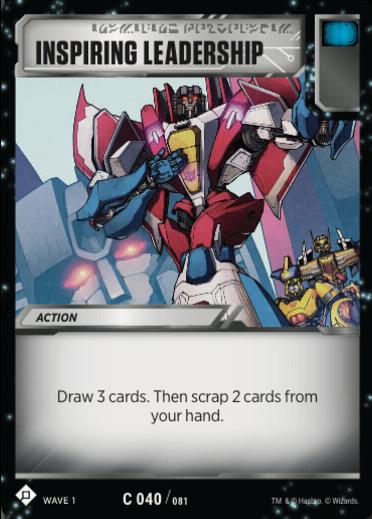 INSPIRING LEADERSHIP
ACTION
Draw 3 cards. Then scrap 2 cards from
your hand.
WAVE 1
C 040 / 081
TM & © Hasbro. © Wizards.